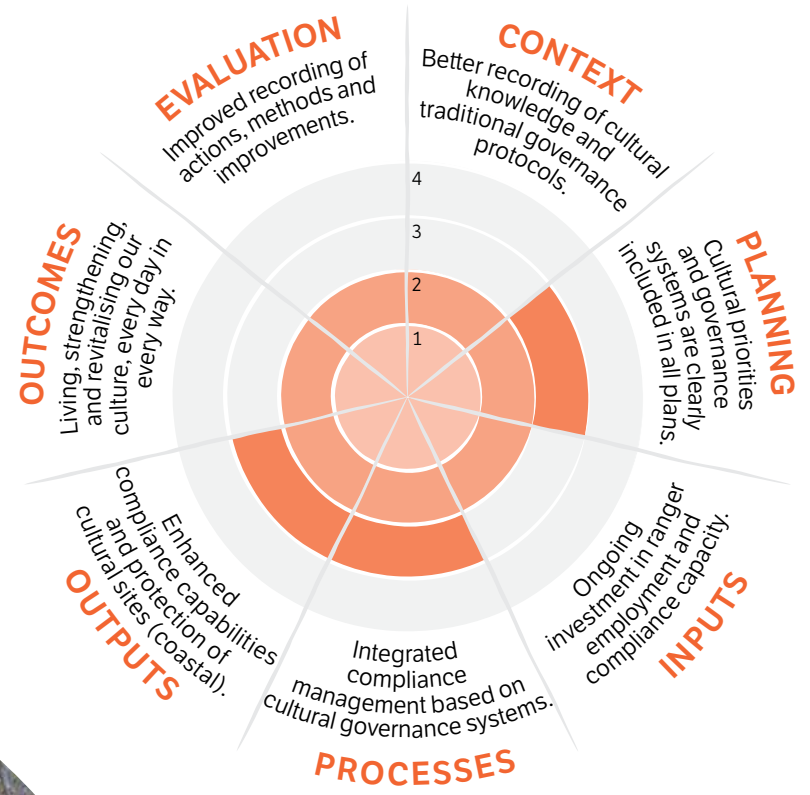 EVALUATION
Improved recording of
actions, methods and
improvements.
CONTEXT
Better recording of cultural
knowledge and
traditional governance
protocols.
PLANNING
Cultural priorities
and governance
systems are clearly
included in all plans.
INPUTS
Ongoing
investment in ranger
employment and
compliance capacity.
PROCESSES
Integrated
compliance
management based on
cultural governance systems.
OUTPUTS
Enhanced
compliance capabilities
and protection of
cultural sites (coastal).
OUTCOMES
Living, strengthening,
and revitalising our
culture, every day in
every way.
4
3
2
1